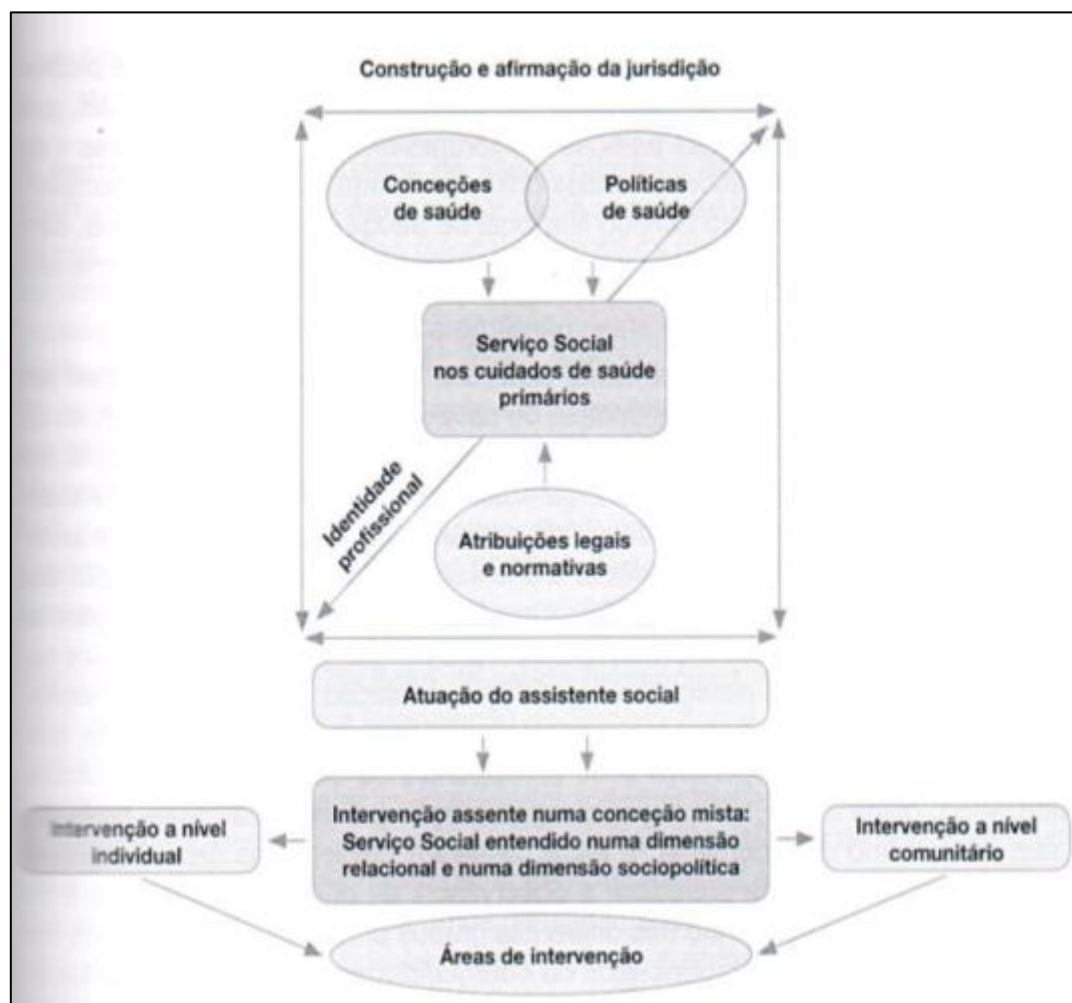 Construção e afirmação da jurisdição
Conceções
de saúde
Políticas
de saúde
Serviço Social
nos cuidados de saúde
primários
Identidade
profissional
Atribuições legais
e normativas
Atuação do assistente social
Intervenção assente numa conceção mista:
Serviço Social entendido numa dimensão
relacional e numa dimensão sociopolítica
Intervenção a nível
individual
Intervenção a nível
comunitário
Áreas de intervenção